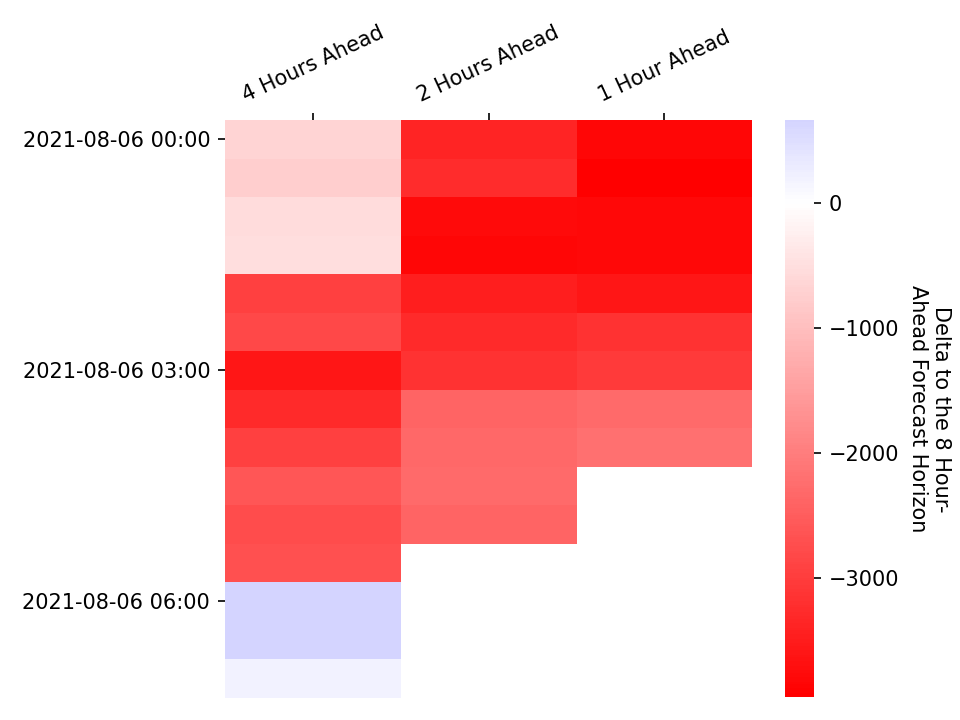 4 Hours Ahead
2 Hours Ahead
1 Hour Ahead
2021-08-06 00:00
2021-08-06 03:00
2021-08-06 06:00
0
−1000
−2000
−3000
Delta to the 8 Hour-
Ahead Forecast Horizon